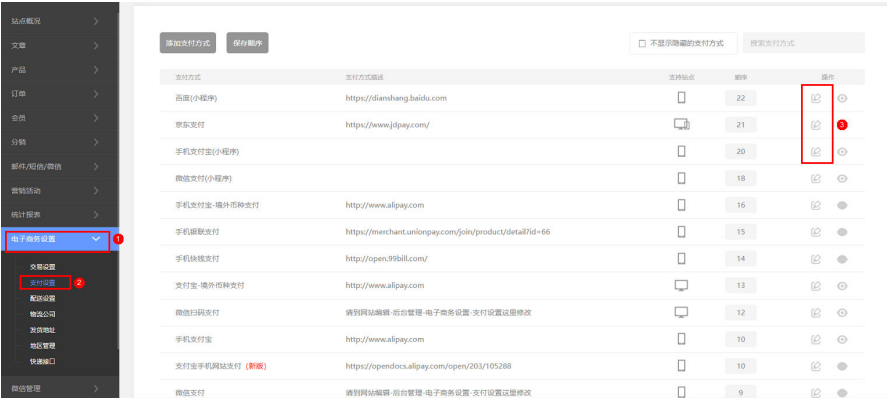 站点概况
文章
产品
订单
会员
分销
邮件/短信/微信
营销活动
统计报表
电子商务设置 1
交易设置
支付设置 2
配送设置
物流公司
发货地址
地区管理
快递接口
微信管理
添加支付方式 保存顺序 不显示隐藏的支付方式 搜索支付方式
支付方式 支付方式描述 支持站点 顺序 操作
百度(小程序) https://dianshang.baidu.com 22
京东支付 https://www.jdpay.com/ 21 3
手机支付宝(小程序) 20
微信支付(小程序) 18
手机支付宝-境外币种支付 http://www.alipay.com 16
手机银联支付 https://merchant.unionpay.com/join/product/detail?id=66 15
手机快钱支付 http://open.99bill.com/ 14
支付宝-境外币种支付 http://www.alipay.com 13
微信扫码支付 请到网站编辑-后台管理-电子商务设置-支付设置这里修改 12
手机支付宝 http://www.alipay.com 10
支付宝手机网站支付 (新版) https://opendocs.alipay.com/open/203/105288 10
微信支付 请到网站编辑-后台管理-电子商务设置-支付设置这里修改 9